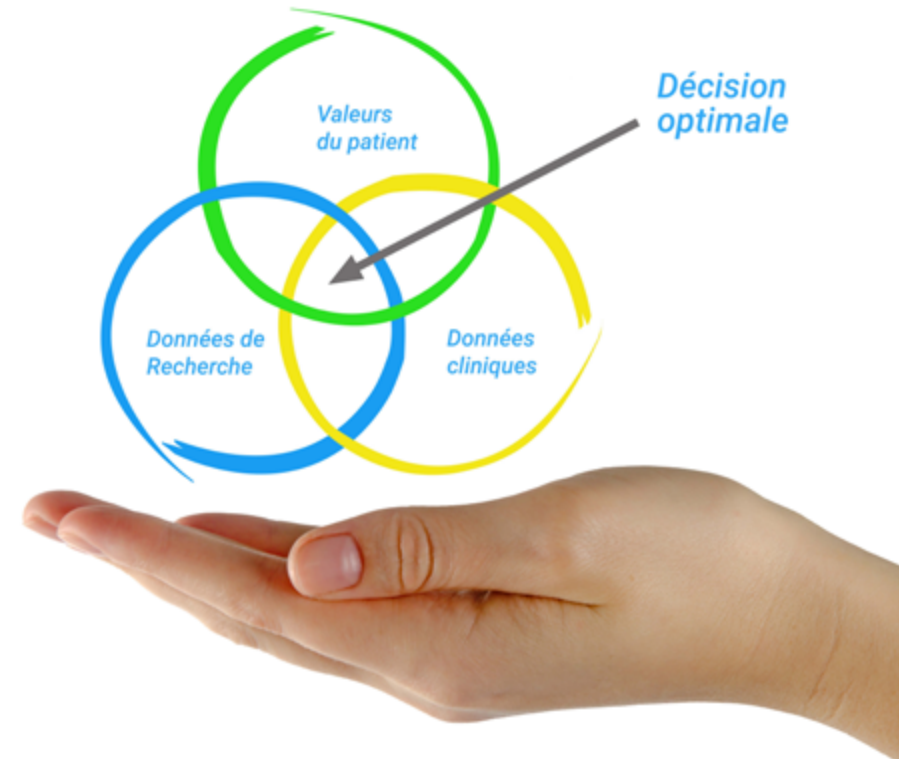 Décision
optimale
Valeurs
du patient
Données de
Recherche
Données
cliniques